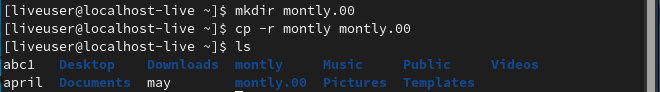 [liveuser@localhost-live ~]$ mkdir montly.00
[liveuser@localhost-live ~]$ cp -r montly montly.00
[liveuser@localhost-live ~]$ ls
abc1   Desktop    Downloads  montly     Music     Public     Videos
april  Documents  may        montly.00  Pictures  Templates